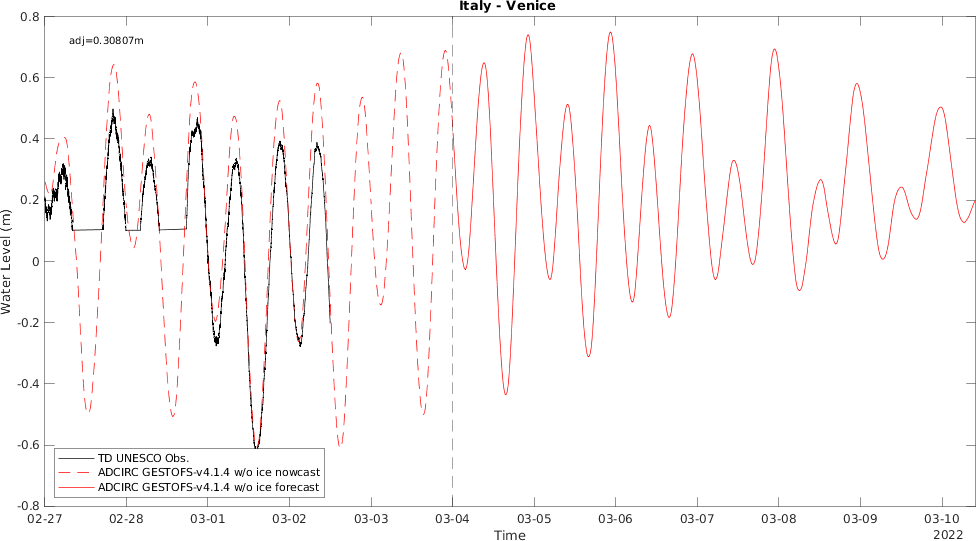 Italy - Venice
adj=0.30807m
0.8
0.6
0.4
0.2
0
-0.2
-0.4
-0.6
-0.8
Water Level (m)
TD UNESCO Obs.
ADCIRC GESTOFS-v4.1.4 w/o ice nowcast
ADCIRC GESTOFS-v4.1.4 w/o ice forecast
02-27 02-28 03-01 03-02 03-03 03-04 03-05 03-06 03-07 03-08 03-09 03-10
Time
2022